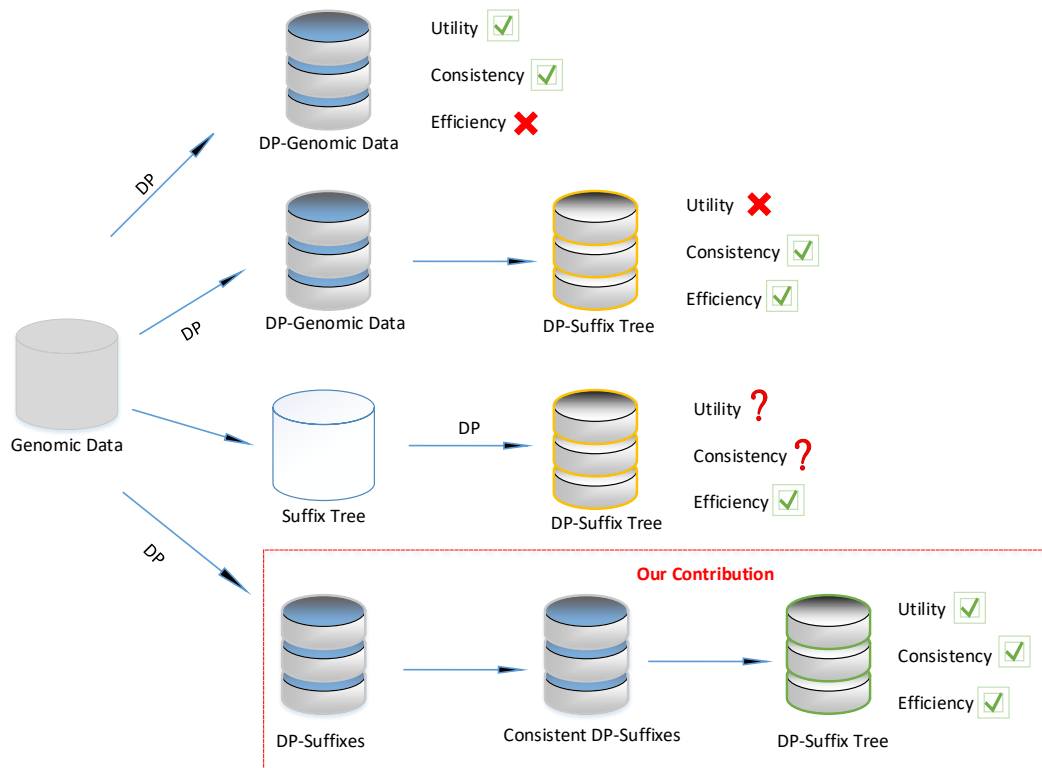 Utility
Consistency
Efficiency
DP-Genomic Data
DP
Utility
Consistency
Efficiency
DP-Genomic Data
DP-Suffix Tree
DP
Genomic Data
Utility
Consistency
Efficiency
DP
Suffix Tree
DP-Suffix Tree
DP
Our Contribution
Utility
Consistency
Efficiency
DP-Suffixes
Consistent DP-Suffixes
DP-Suffix Tree